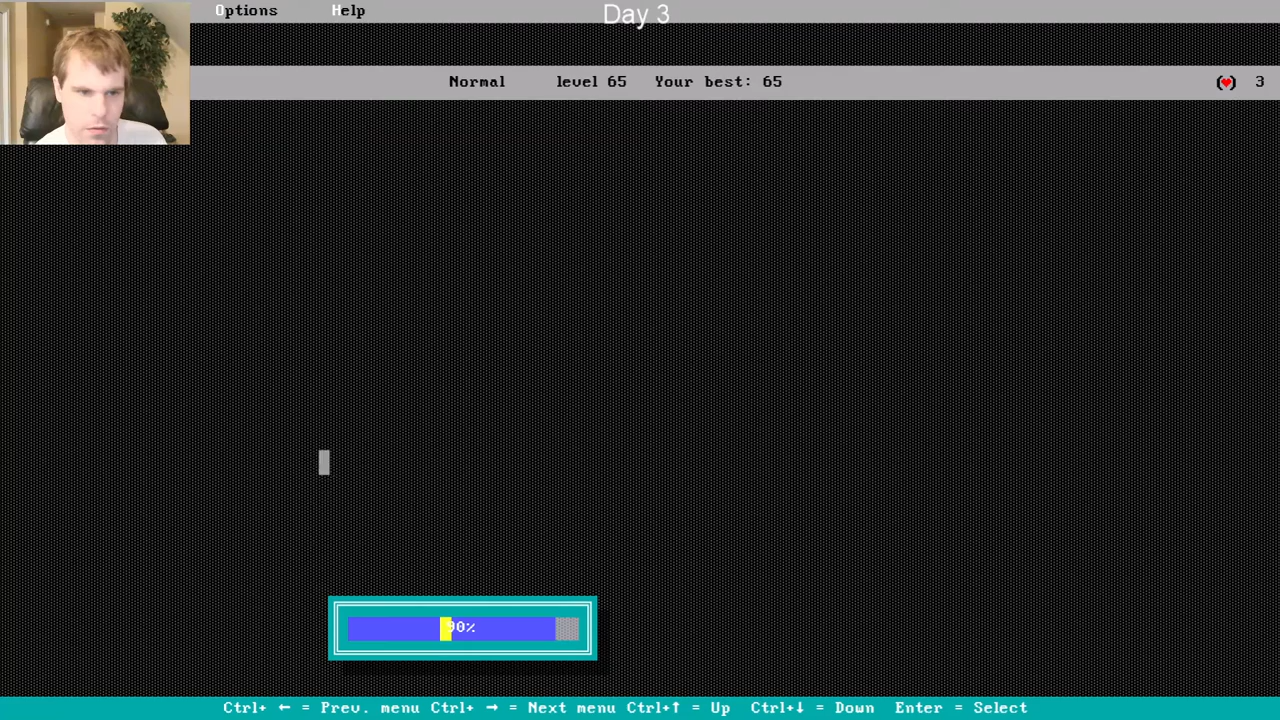 Day 3
Options Help
Normal level 65 Your best: 65 (♥) 3
90%
Ctrl+ ← = Prev. menu Ctrl+ → = Next menu Ctrl+↑ = Up Ctrl+↓ = Down Enter = Select